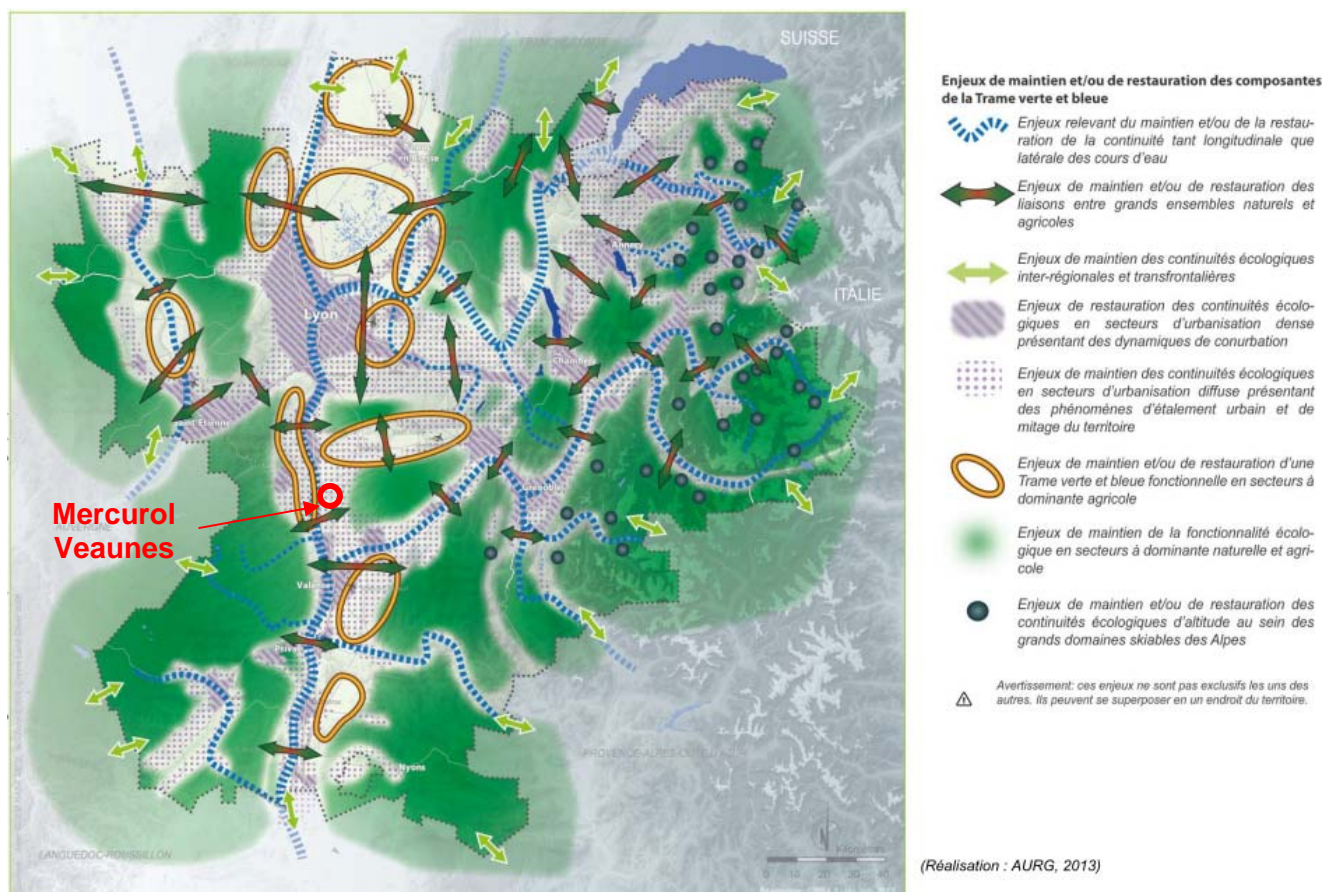 SUISSE
ITALIE
Lyon
Annecy
Chambéry
Grenoble
Mercurol
Veaunes
AUVERGNE
Nyons
PROVENCE-ALPES-CÔTE D'AZUR
LANGUEDOC-ROUSSILLON
N
Kilomètres
0 10 20 30 40
Enjeux de maintien et/ou de restauration des composantes
de la Trame verte et bleue
Enjeux relevant du maintien et/ou de la restau-
ration de la continuité tant longitudinale que
latérale des cours d'eau
Enjeux de maintien et/ou de restauration des
liaisons entre grands ensembles naturels et
agricoles
Enjeux de maintien des continuités écologiques
inter-régionales et transfrontalières
Enjeux de restauration des continuités écolo-
giques en secteurs d'urbanisation dense
présentant des dynamiques de conurbation
Enjeux de maintien des continuités écologiques
en secteurs d'urbanisation diffuse présentant
des phénomènes d'étalement urbain et de
mitage du territoire
Enjeux de maintien et/ou de restauration d'une
Trame verte et bleue fonctionnelle en secteurs à
dominante agricole
Enjeux de maintien de la fonctionnalité écolo-
gique en secteurs à dominante naturelle et agri-
cole
Enjeux de maintien et/ou de restauration des
continuités écologiques d'altitude au sein des
grands domaines skiables des Alpes
Avertissement: ces enjeux ne sont pas exclusifs les uns des
autres. Ils peuvent se superposer en un endroit du territoire.
(Réalisation : AURG, 2013)